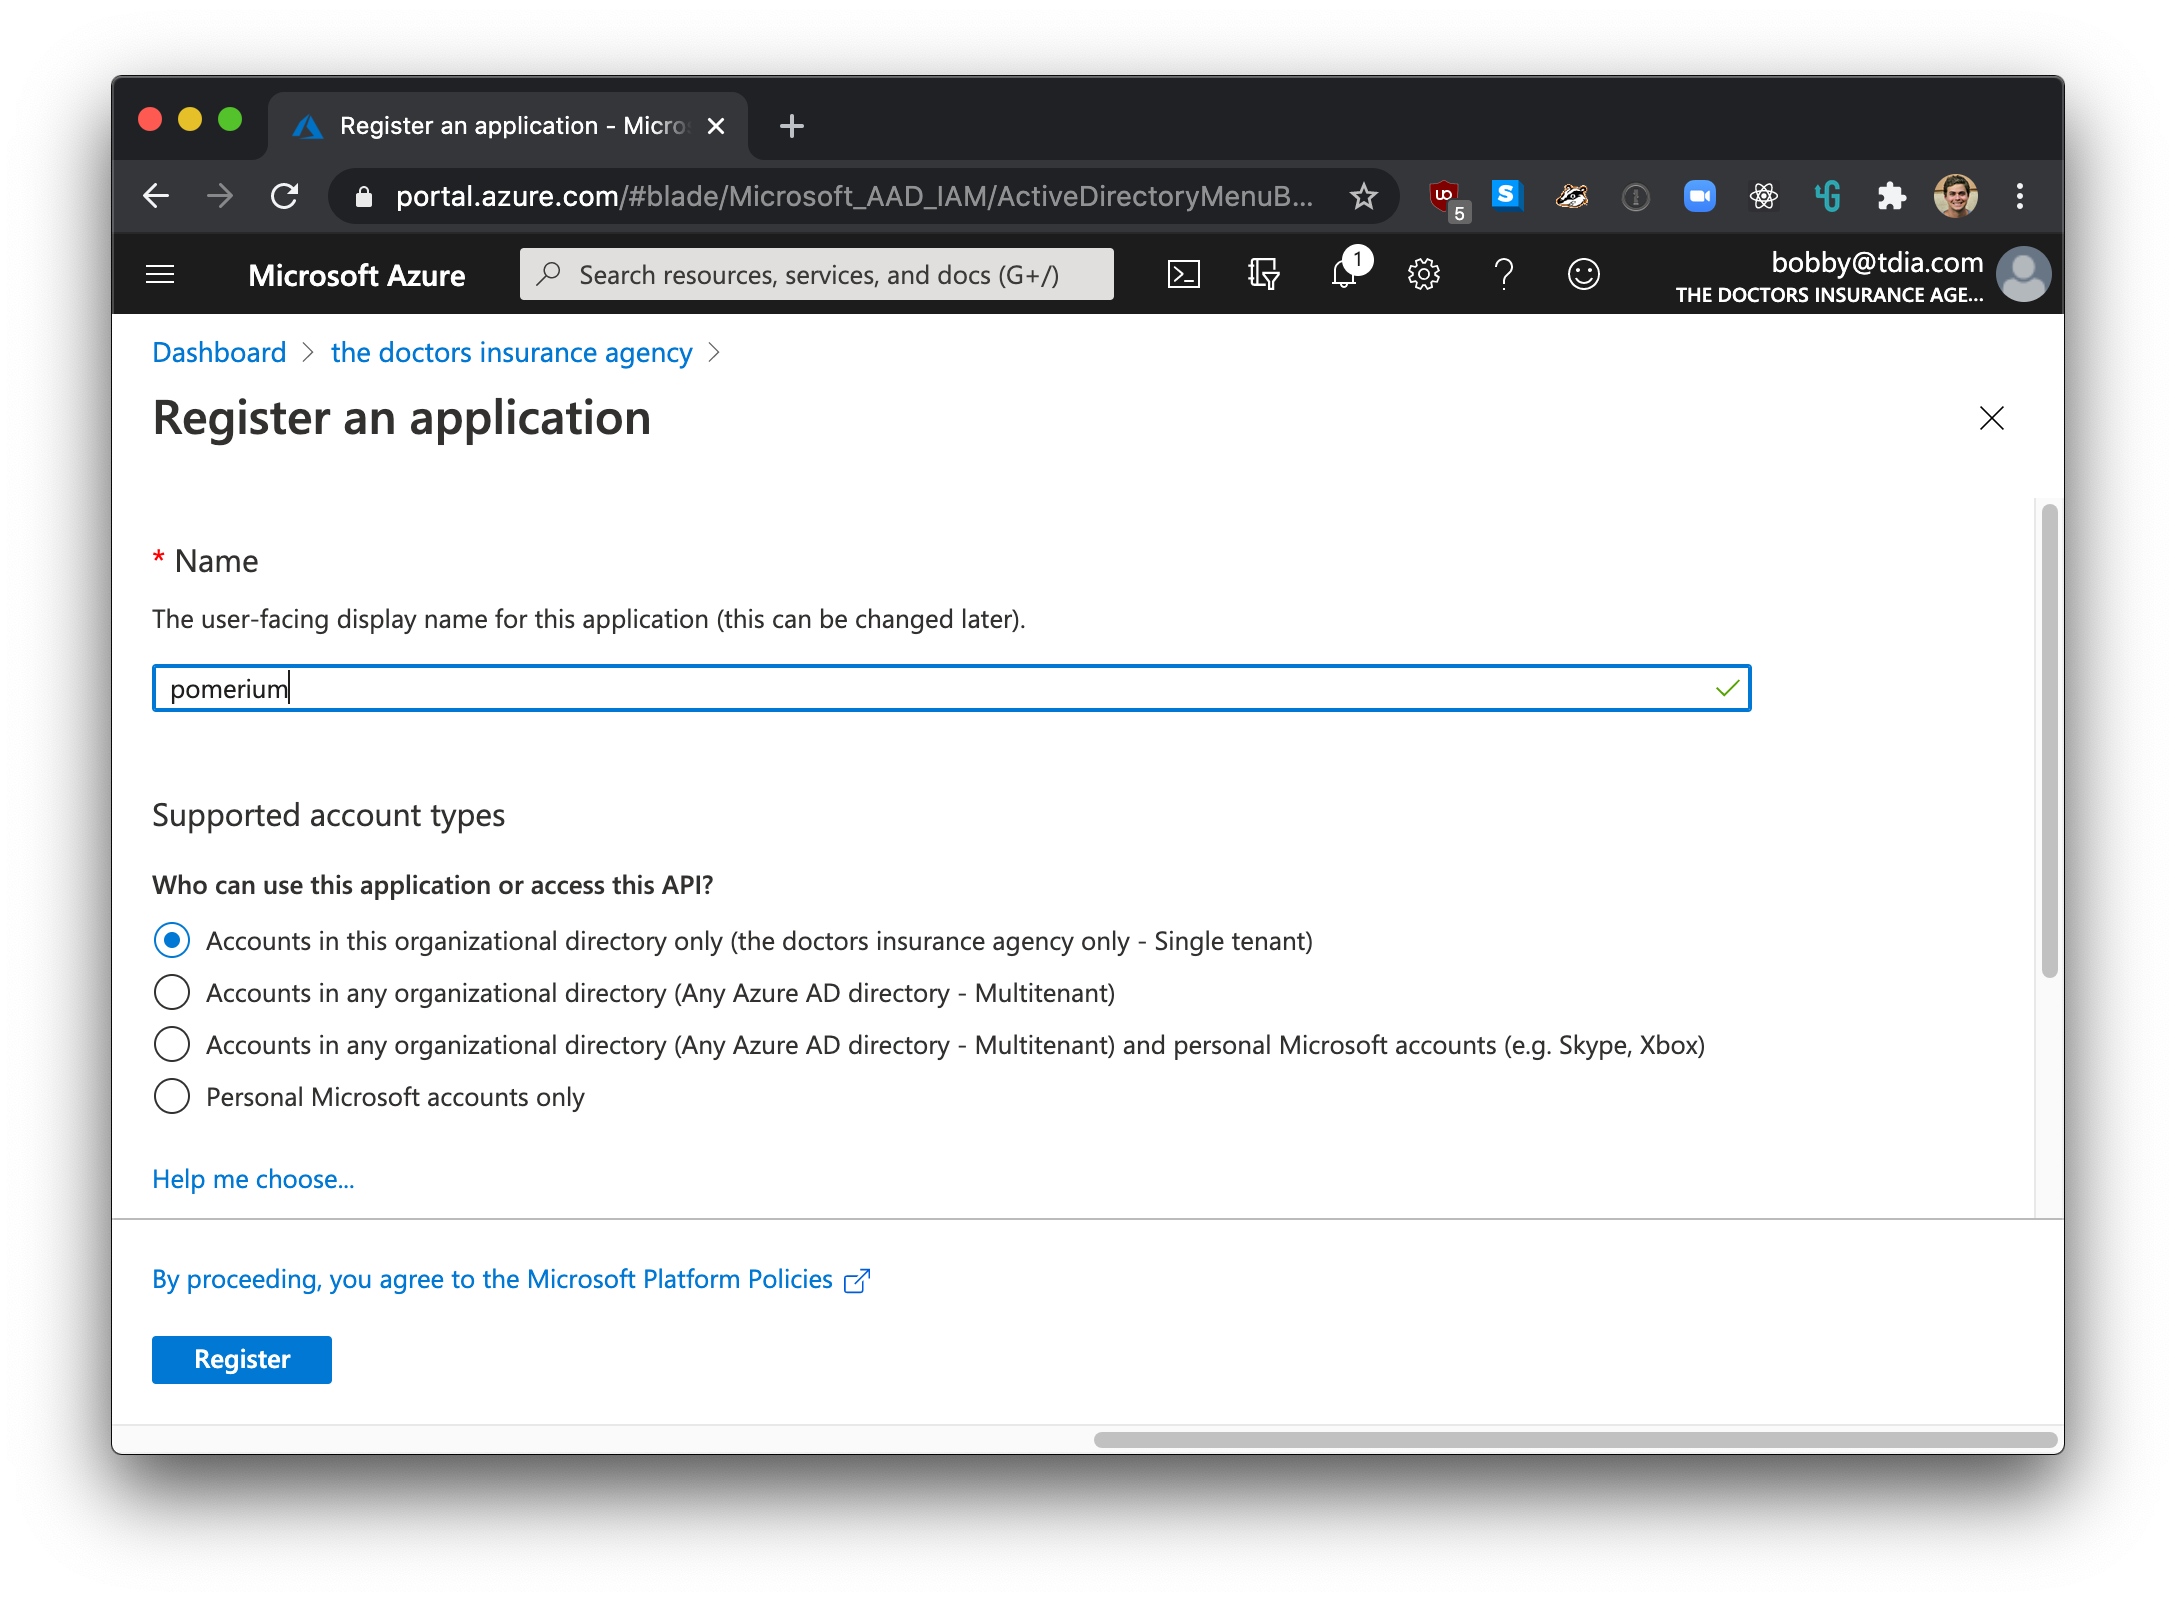 Register an application - Micro
portal.azure.com/#blade/Microsoft_AAD_IAM/ActiveDirectoryMenuB...
UD
5
S
Microsoft Azure
Search resources, services, and docs (G+/)
1
bobby@tdia.com
THE DOCTORS INSURANCE AGE...
Dashboard > the doctors insurance agency >
Register an application
* Name
The user-facing display name for this application (this can be changed later).
pomerium
Supported account types
Who can use this application or access this API?
Accounts in this organizational directory only (the doctors insurance agency only - Single tenant)
Accounts in any organizational directory (Any Azure AD directory - Multitenant)
Accounts in any organizational directory (Any Azure AD directory - Multitenant) and personal Microsoft accounts (e.g. Skype, Xbox)
Personal Microsoft accounts only
Help me choose...
By proceeding, you agree to the Microsoft Platform Policies
Register